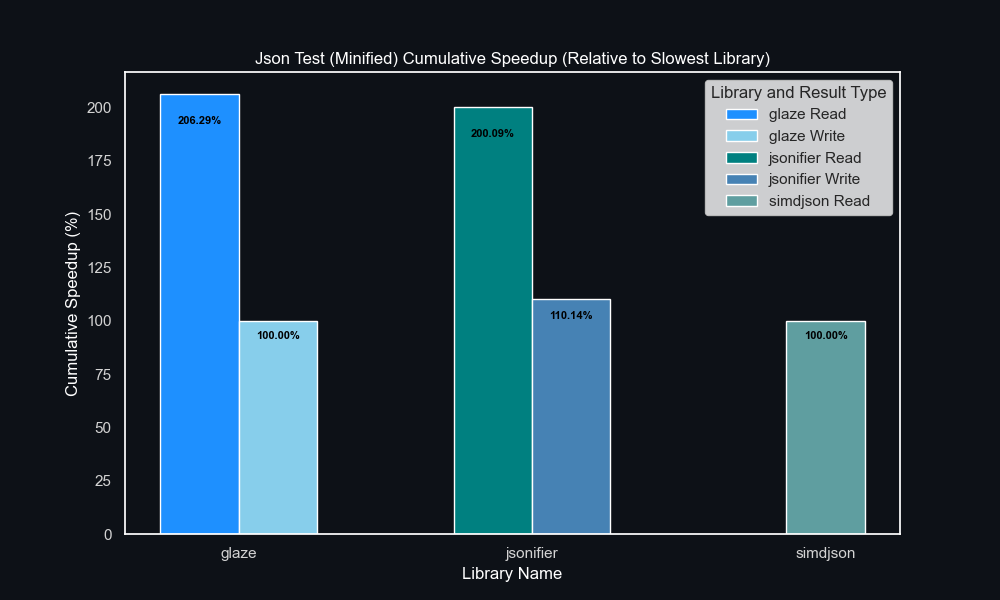 Json Test (Minified) Cumulative Speedup (Relative to Slowest Library)
Library and Result Type
glaze Read
glaze Write
jsonifier Read
jsonifier Write
simdjson Read
Cumulative Speedup (%)
200
175
150
125
100
75
50
25
0
206.29%
100.00%
200.09%
110.14%
100.00%
glaze
jsonifier
simdjson
Library Name